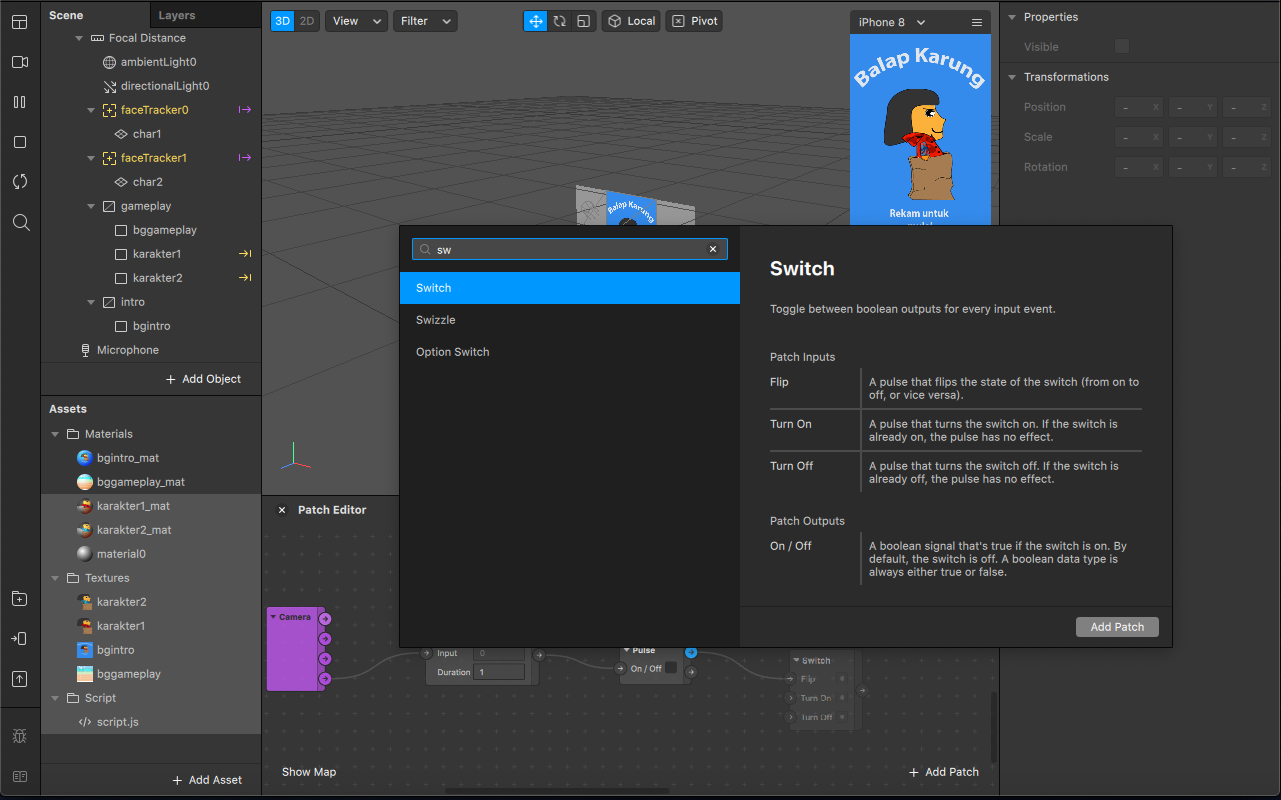 Scene
Layers
Focal Distance
ambientLight0
directionalLight0
faceTracker0
char1
faceTracker1
char2
gameplay
bggameplay
karakter1
karakter2
intro
bgintro
Microphone
+ Add Object
Assets
Materials
bgintro_mat
bggameplay_mat
karakter1_mat
karakter2_mat
material0
Textures
karakter2
karakter1
bgintro
bggameplay
Script
script.js
+ Add Asset
3D 2D
View
Filter
Local
Pivot
iPhone 8
Balap Karung
Rekam untuk
Balap Karung
Properties
Visible
Transformations
Position - X - Y - Z
Scale - X - Y - Z
Rotation - X - Y - Z
sw
Switch
Swizzle
Option Switch
Switch
Toggle between boolean outputs for every input event.
Patch Inputs
Flip
A pulse that flips the state of the switch (from on to
off, or vice versa).
Turn On
A pulse that turns the switch on. If the switch is
already on, the pulse has no effect.
Turn Off
A pulse that turns the switch off. If the switch is
already off, the pulse has no effect.
Patch Outputs
On / Off
A boolean signal that's true if the switch is on. By
default, the switch is off. A boolean data type is
always either true or false.
Add Patch
Patch Editor
Camera
Input 0
Duration 1
Pulse
On / Off
Switch
Flip
Turn On
Turn Off
Show Map
+ Add Patch